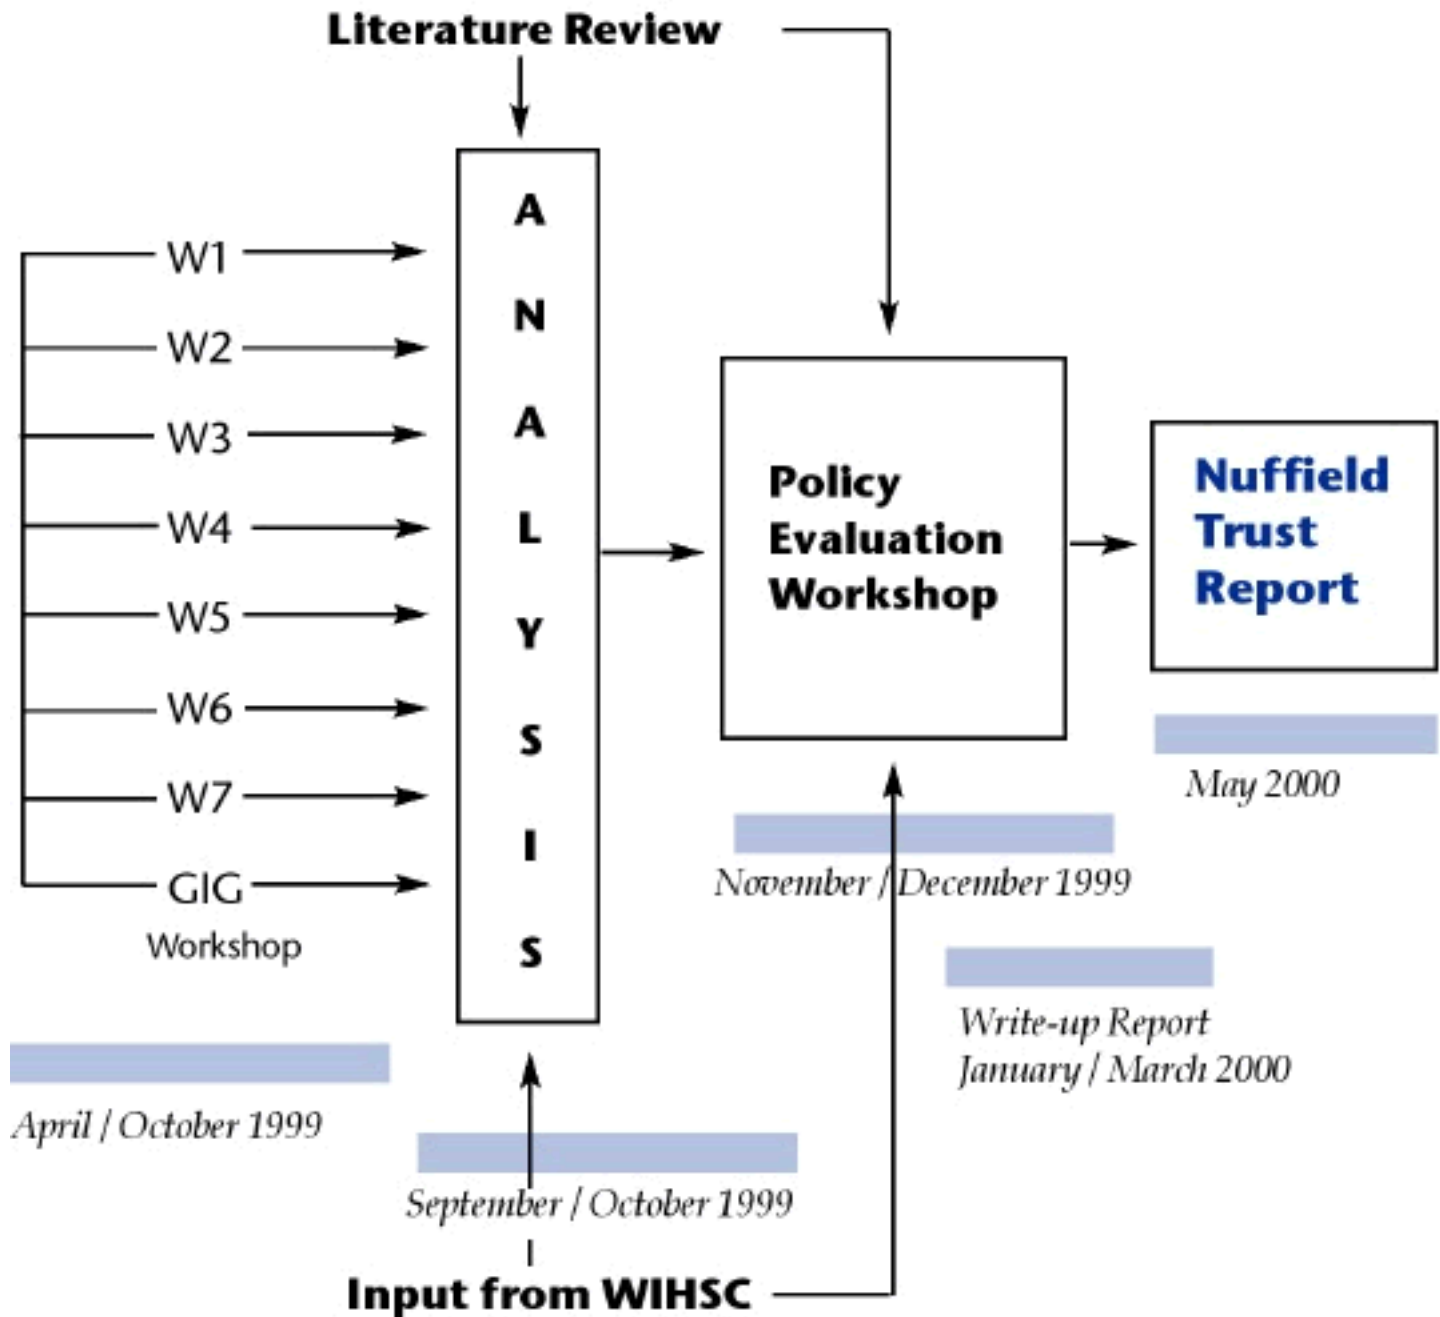 Literature Review
A
N
A
L
Y
S
I
S
W1
W2
W3
W4
W5
W6
W7
GIG
Workshop
Policy
Evaluation
Workshop
Nuffield
Trust
Report
May 2000
November / December 1999
Write-up Report
January / March 2000
April / October 1999
September / October 1999
Input from WIHSC